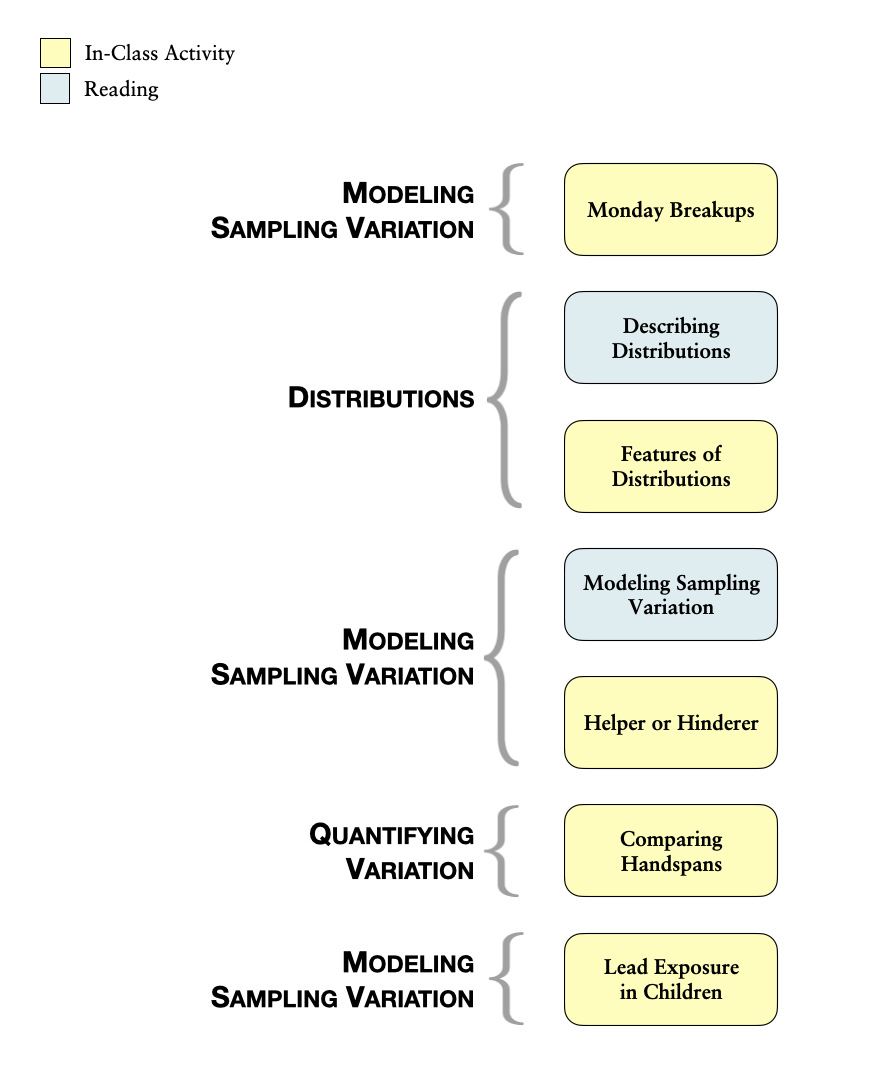 In-Class Activity
Reading
MODELING
SAMPLING VARIATION
Monday Breakups
DISTRIBUTIONS
Describing
Distributions
Features of
Distributions
MODELING
SAMPLING VARIATION
Modeling Sampling
Variation
Helper or Hinderer
QUANTIFYING
VARIATION
Comparing
Handspans
MODELING
SAMPLING VARIATION
Lead Exposure
in Children